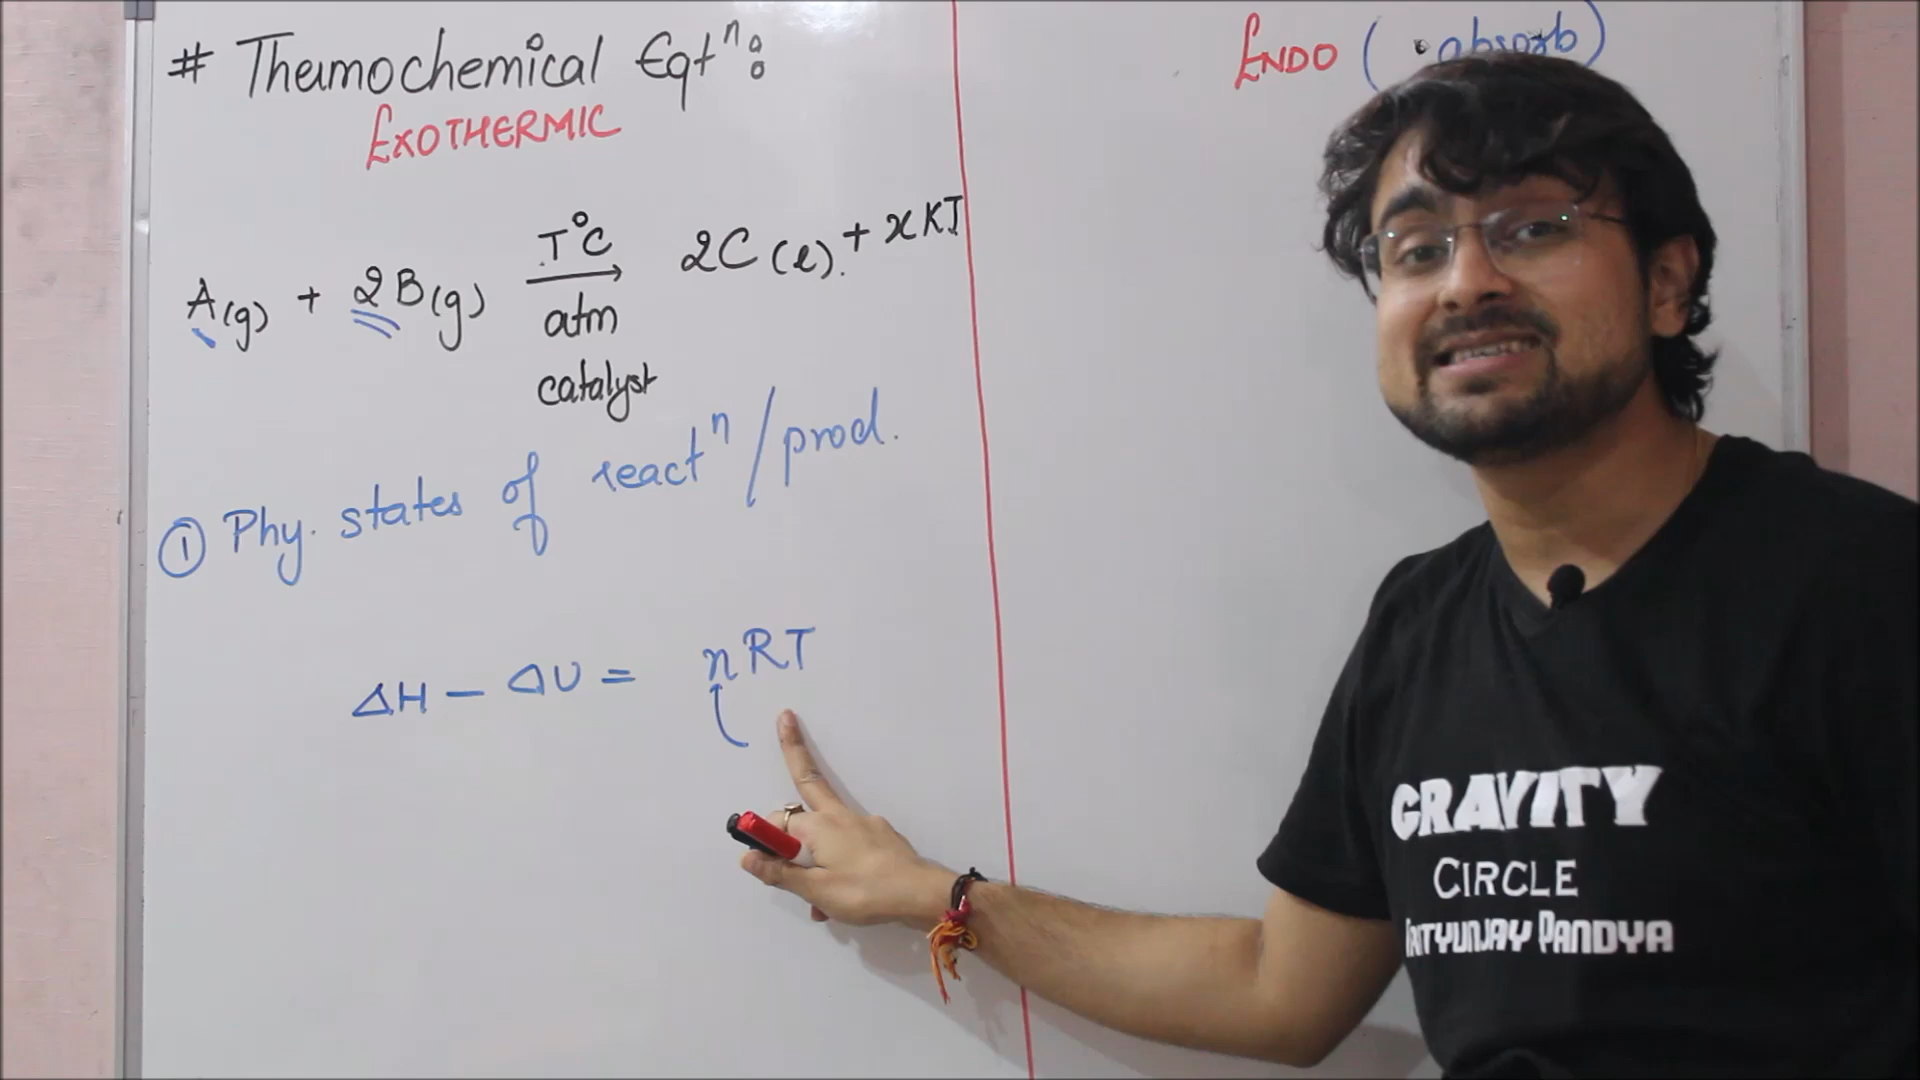 # Thermochemical Eqtⁿ:
EXOTHERMIC
A(g) + 2B(g) → 2C(l) + x KJ
T°C
atm
catalyst
① Phy. states of reactⁿ/prod.
ΔH - ΔU = nRT
ENDO (absorb)
GRAVITY
CIRCLE
PANDYA